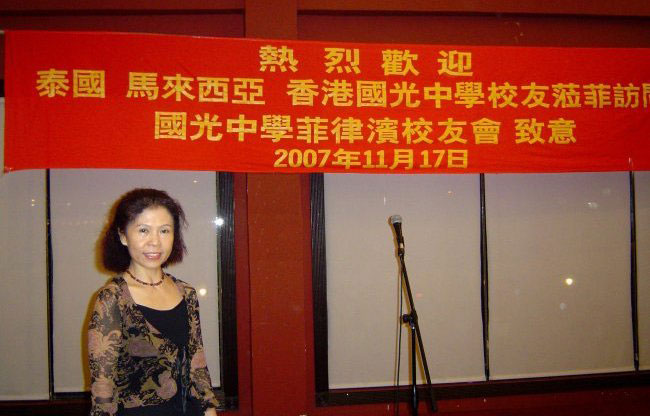 熱烈歡迎
泰國 馬來西亞 香港國光中學校友蒞菲訪問
國光中學菲律濱校友會 致意
2007年11月17日